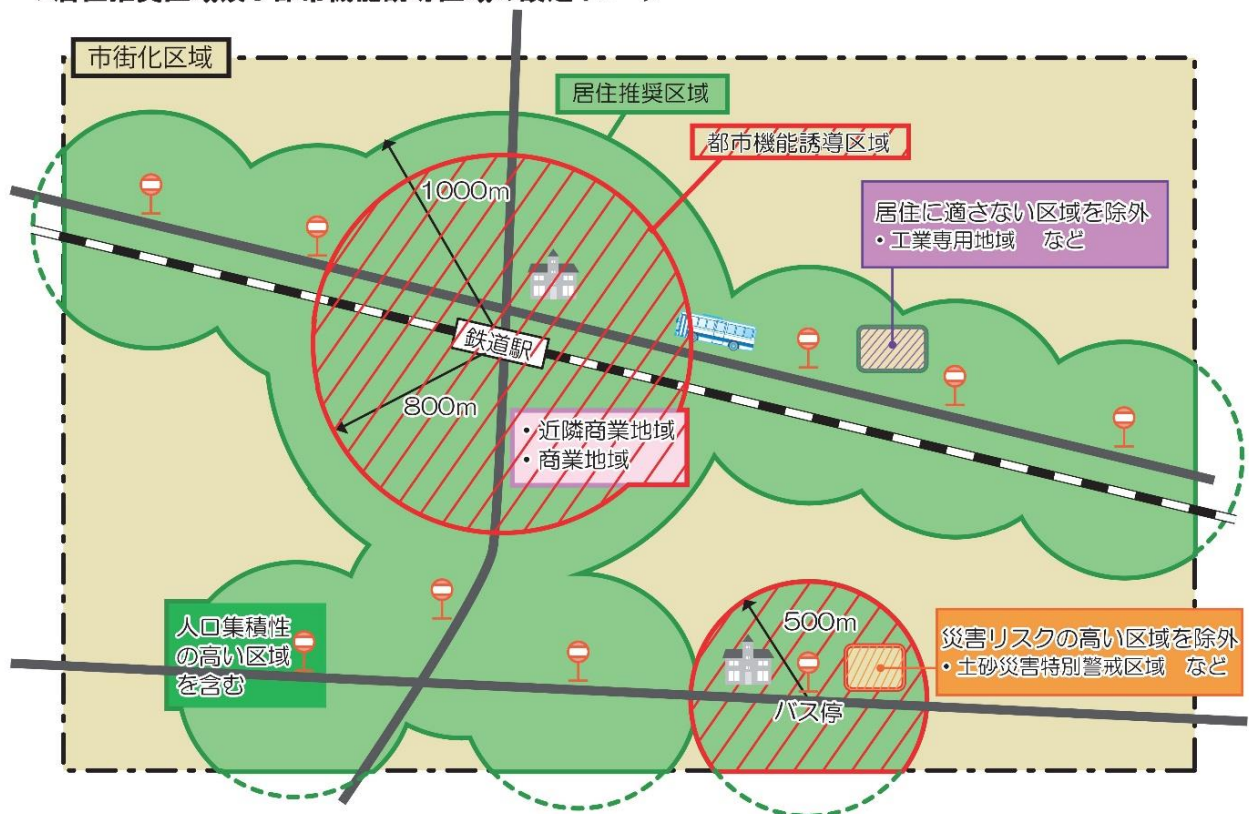 市街化区域
居住推奨区域
都市機能誘導区域
1000m
居住に適さない区域を除外
・工業専用地域　など
鉄道駅
800m
・近隣商業地域
・商業地域
人口集積性
の高い区域
を含む
500m
災害リスクの高い区域を除外
・土砂災害特別警戒区域　など
バス停